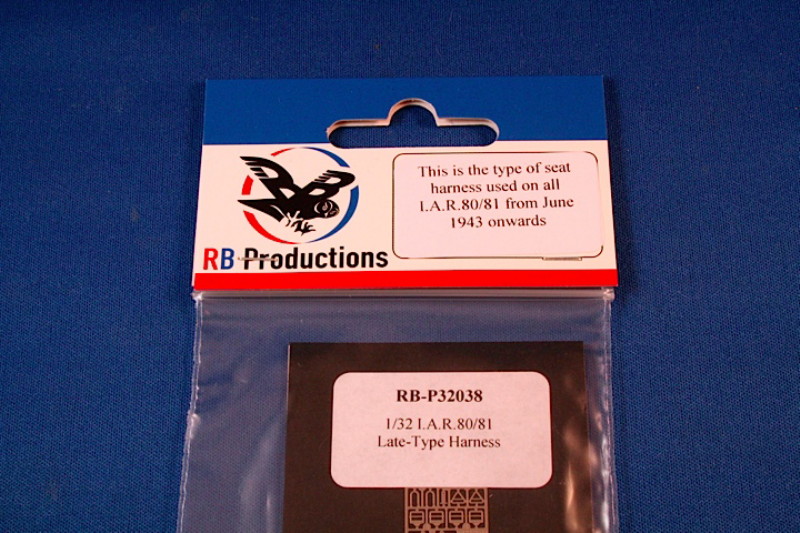 This is the type of seat
harness used on all
I.A.R.80/81 from June
1943 onwards
RB Productions
RB-P32038
1/32 I.A.R.80/81
Late-Type Harness